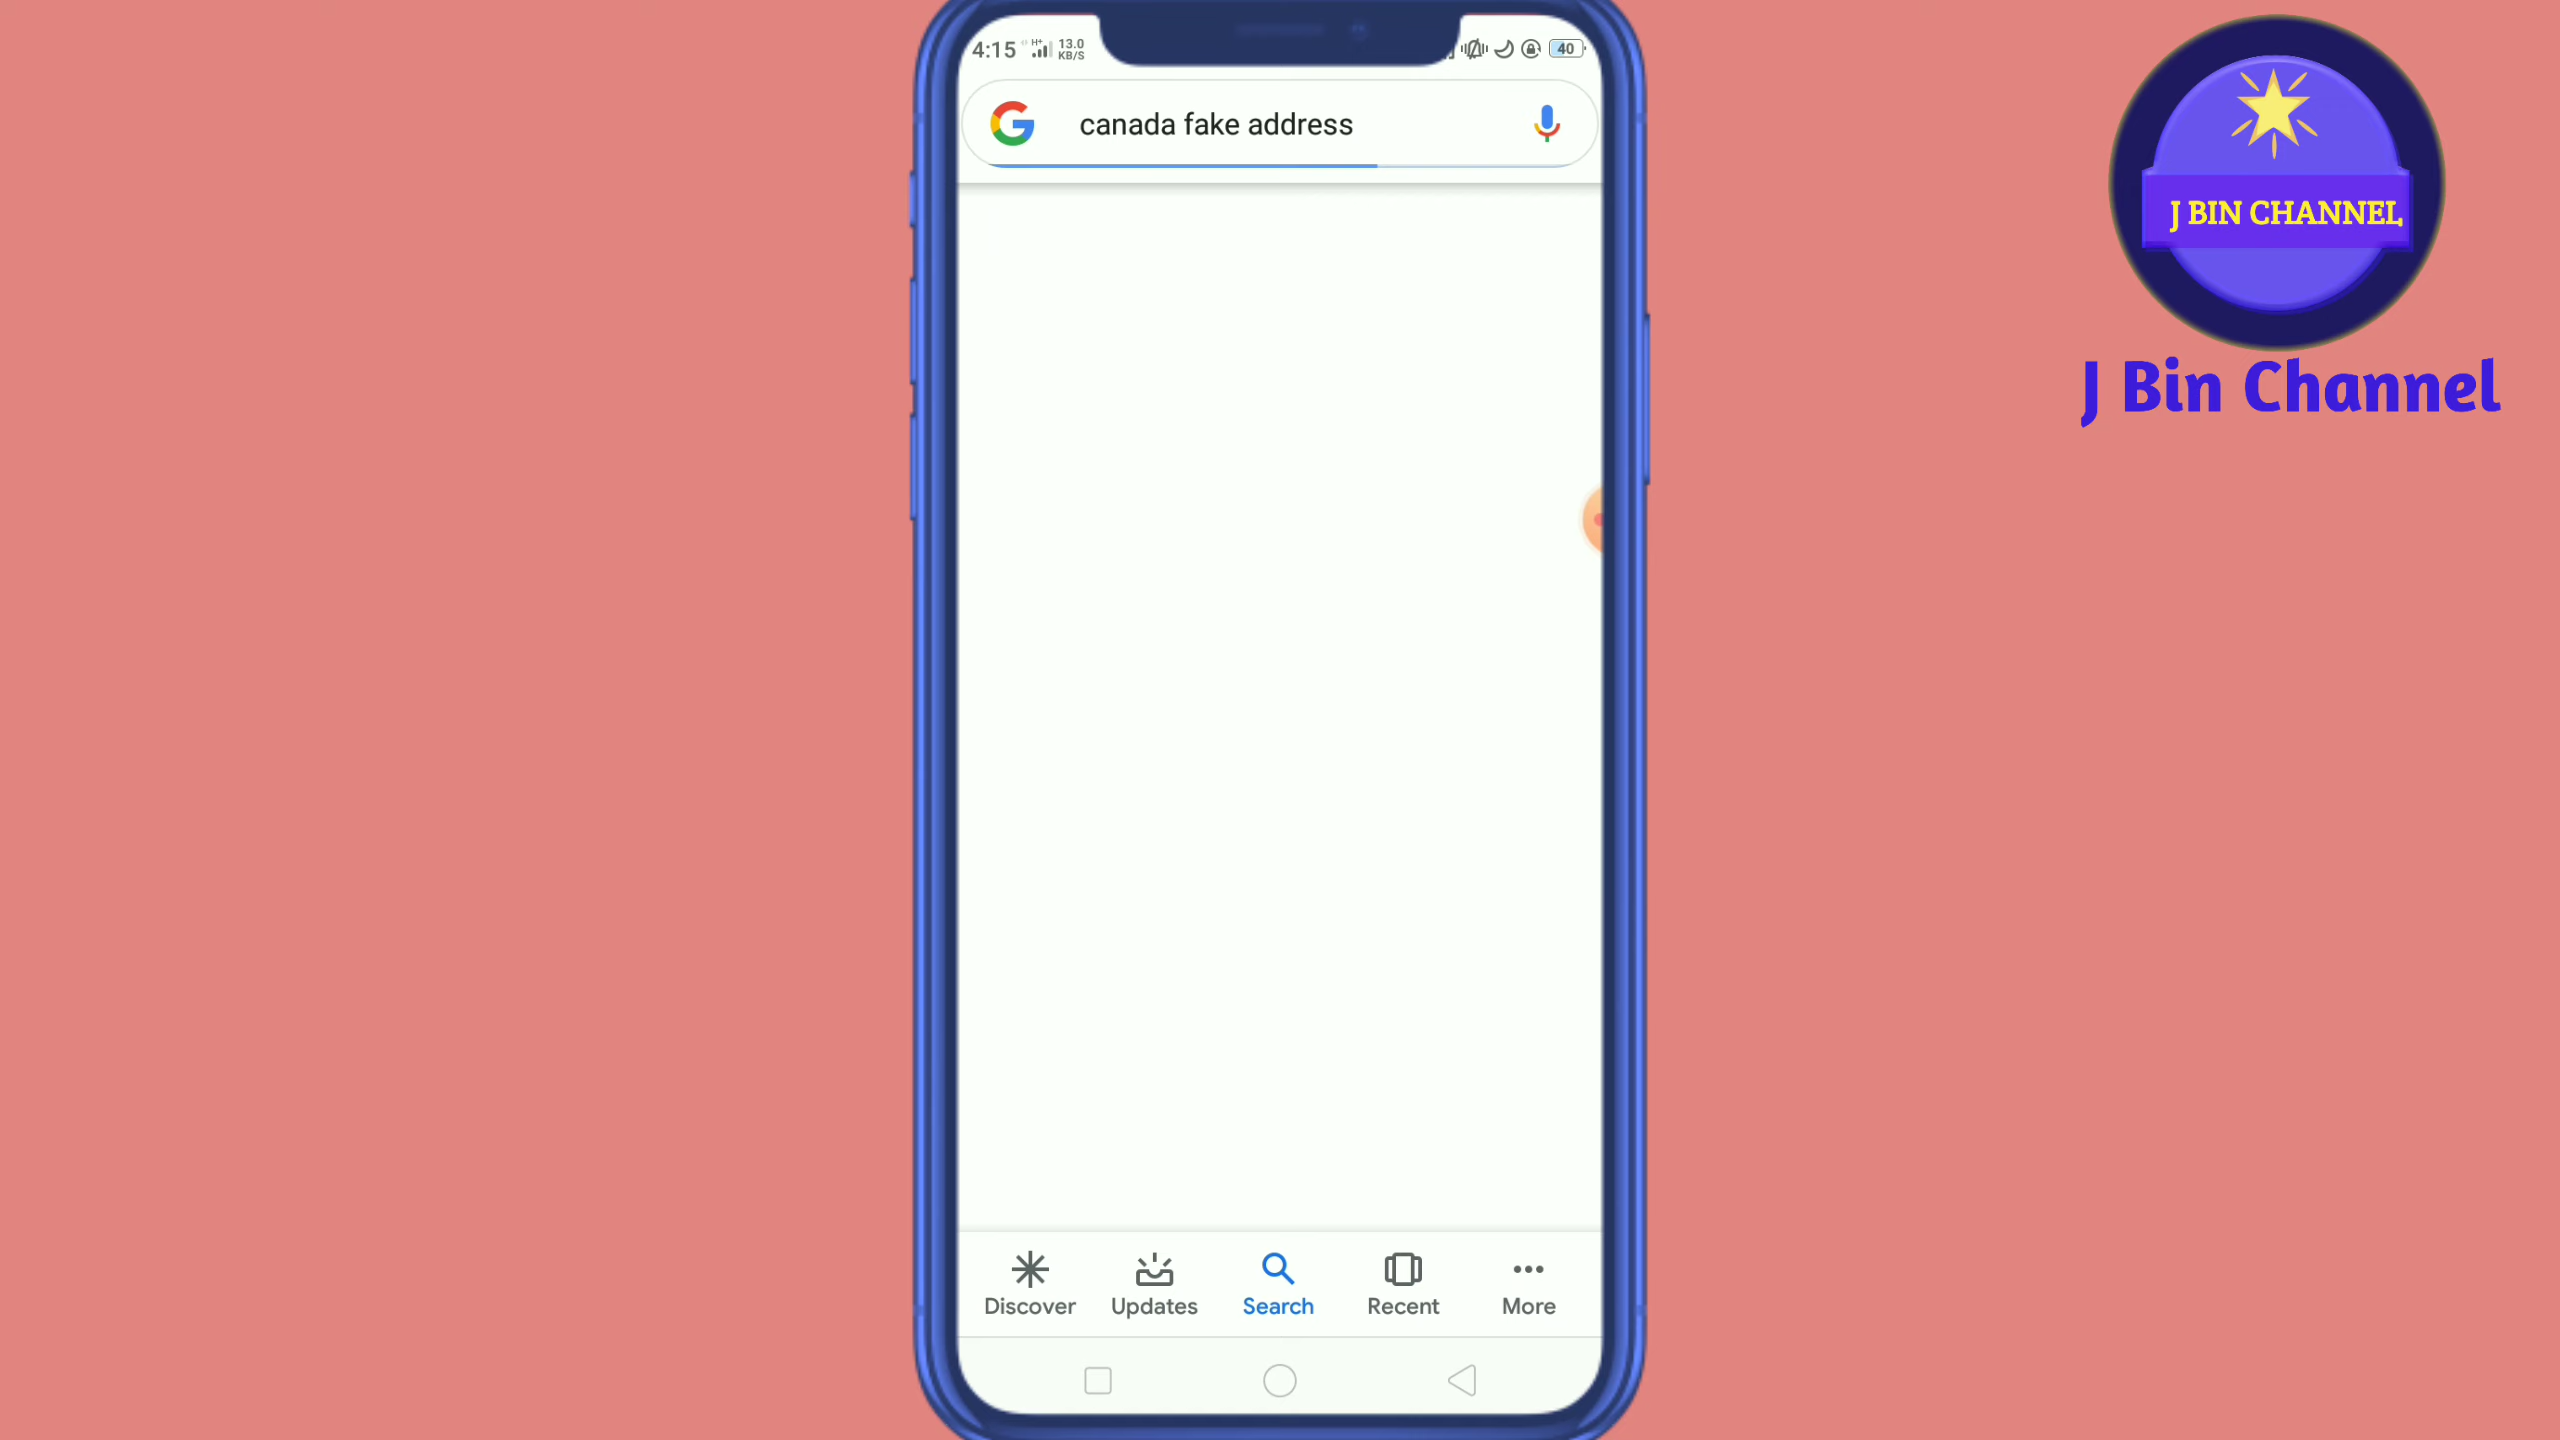 4:15 H+ 13.0 KB/S 40
canada fake address
J BIN CHANNEL
J Bin Channel
Discover Updates Search Recent More